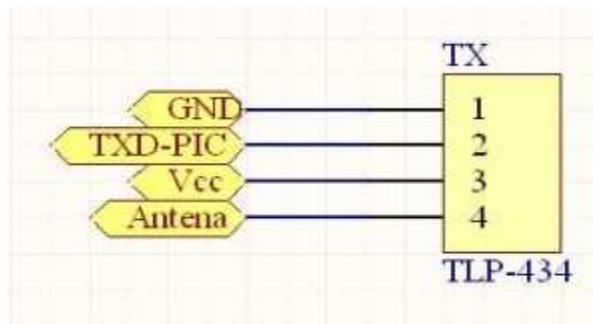 TX
GND 1
TXD-PIC 2
Vcc 3
Antena 4
TLP-434